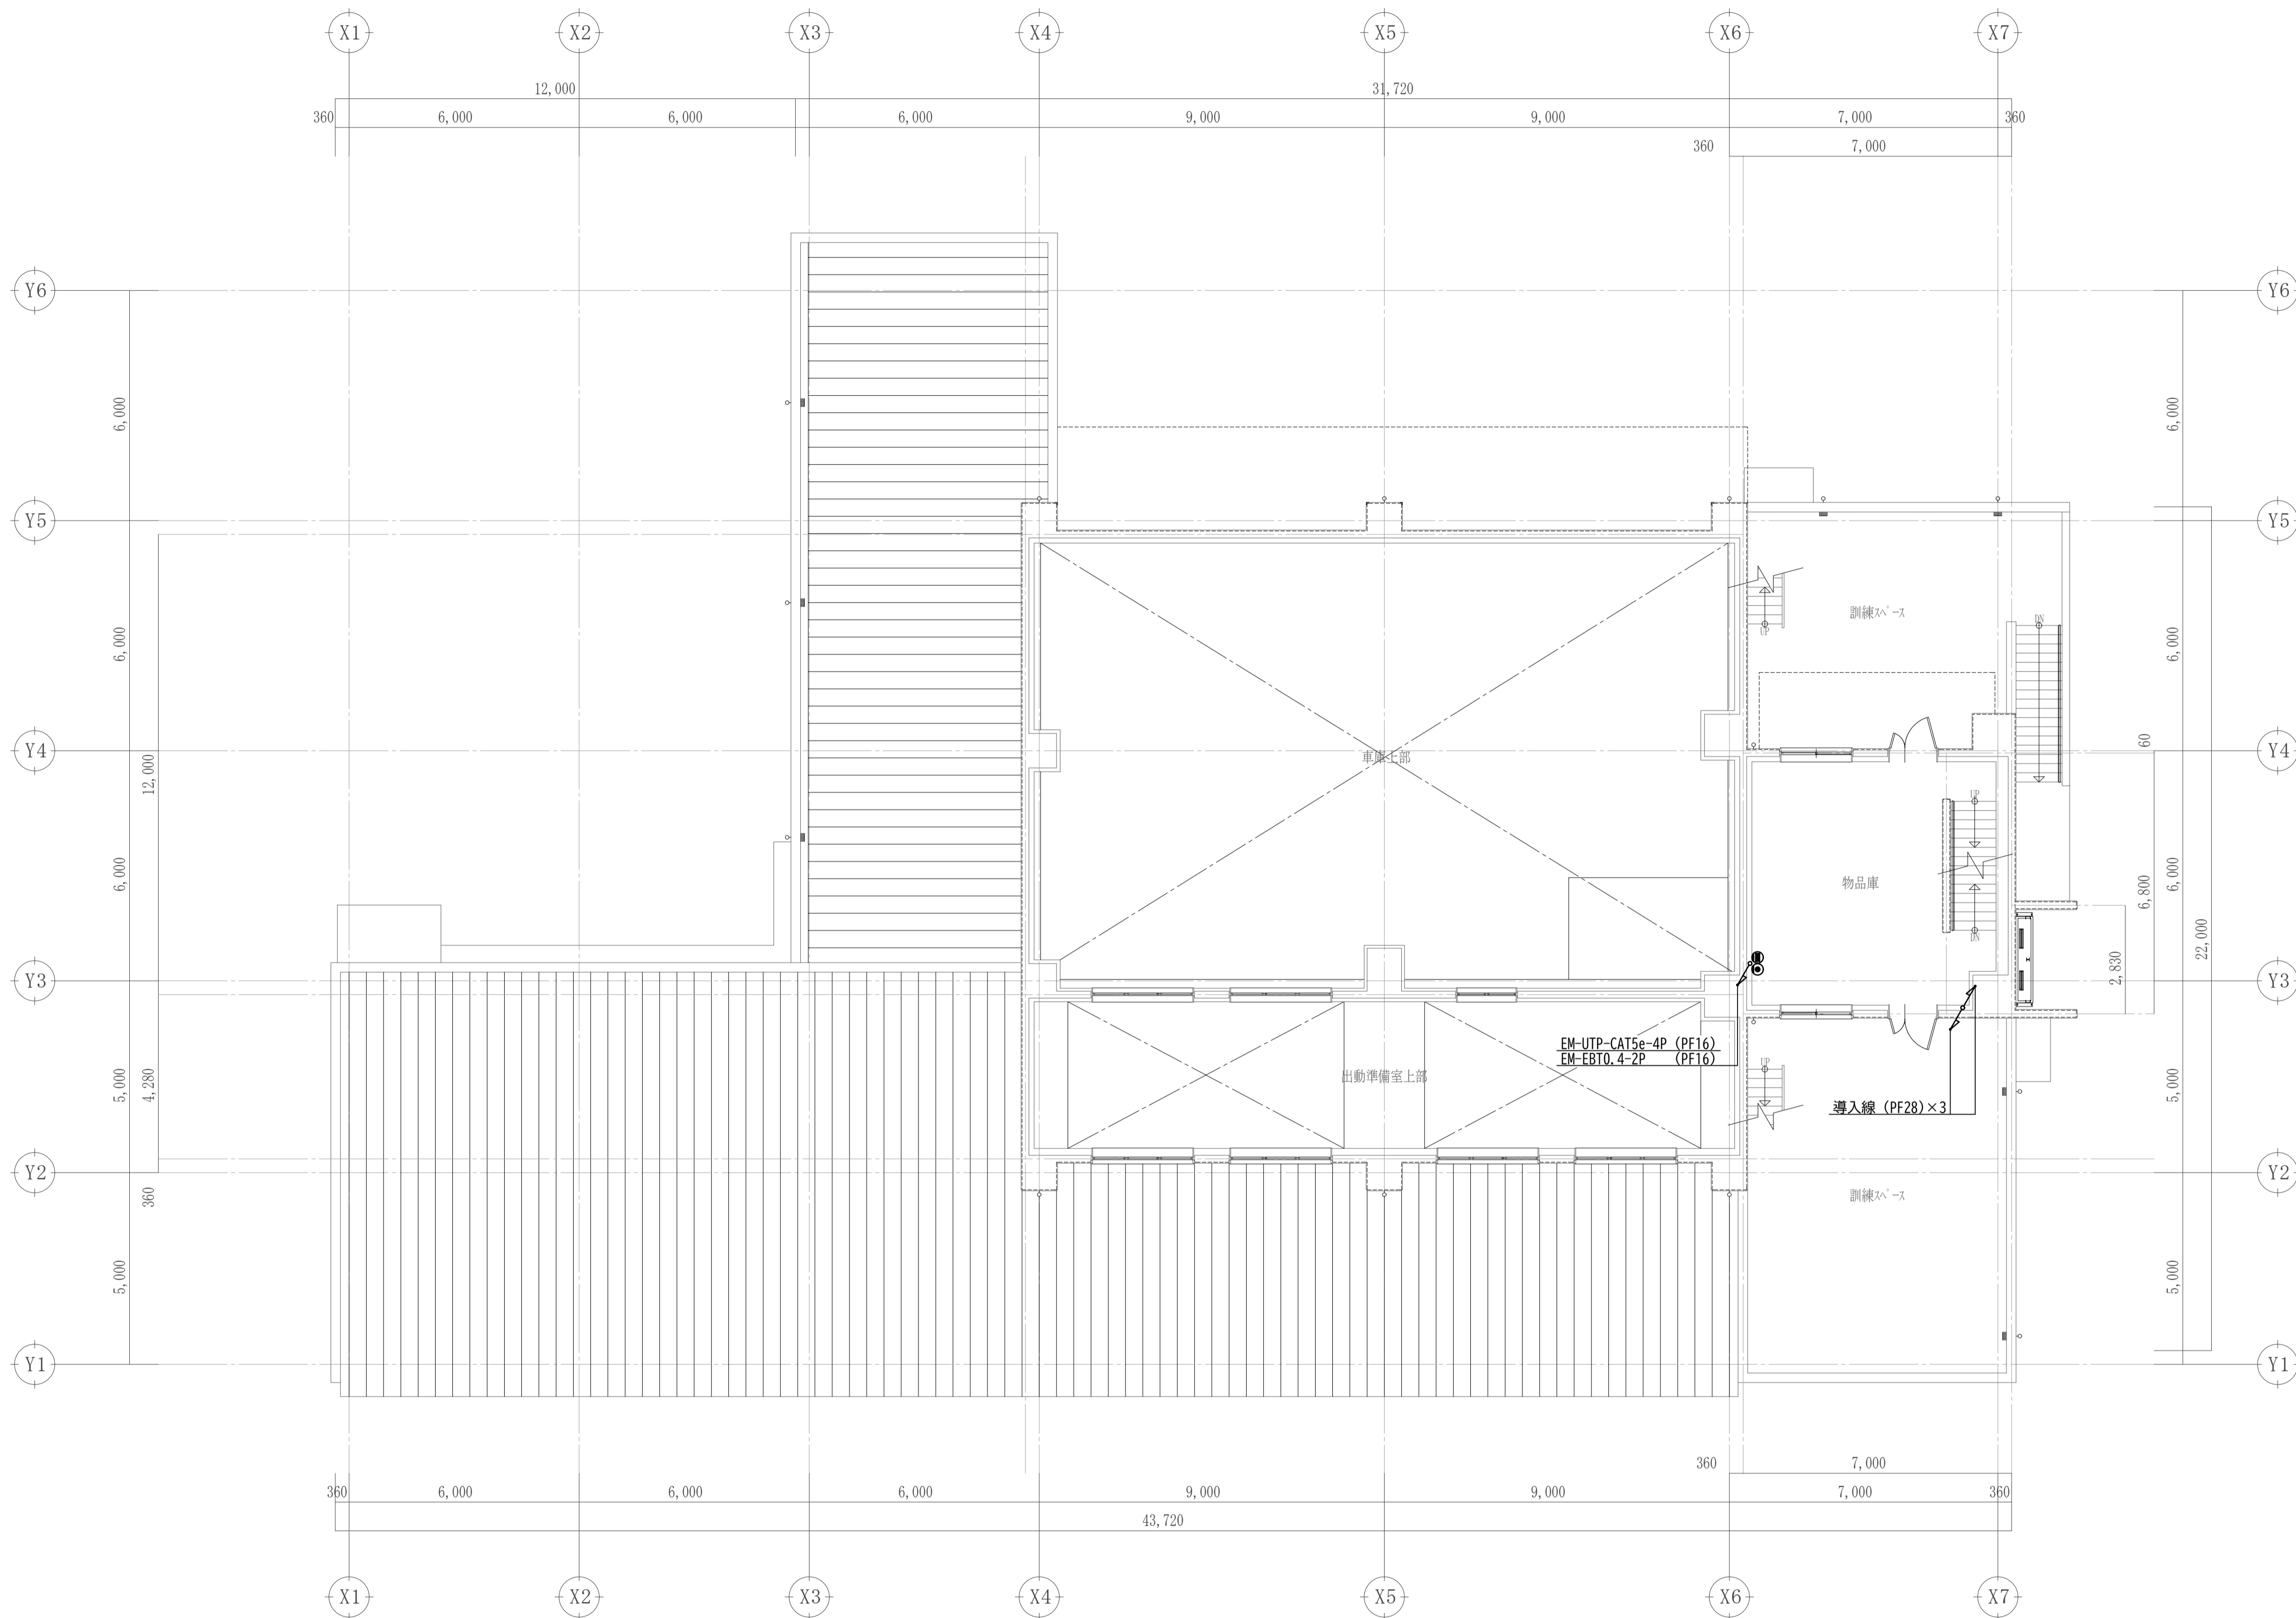 X1 X2 X3 X4 X5 X6 X7
12,000 31,720
360 6,000 6,000 6,000 9,000 9,000 7,000 360
360 7,000
Y6 Y6
6,000 6,000
Y5 Y5
UP
訓練ｽﾍﾟｰｽ
DN
6,000 6,000
Y4 Y4
60
車庫上部
12,000
UP
6,000 6,000
物品庫
6,800
DN
22,000
2,830
Y3 Y3
EM-UTP-CAT5e-4P (PF16)
EM-EBT0.4-2P (PF16)
UP
出動準備室上部
5,000 4,280 5,000
導入線 (PF28)×3
Y2 Y2
360
訓練ｽﾍﾟｰｽ
5,000 5,000
Y1 Y1
360 7,000
360 6,000 6,000 6,000 9,000 9,000 7,000 360
43,720
X1 X2 X3 X4 X5 X6 X7